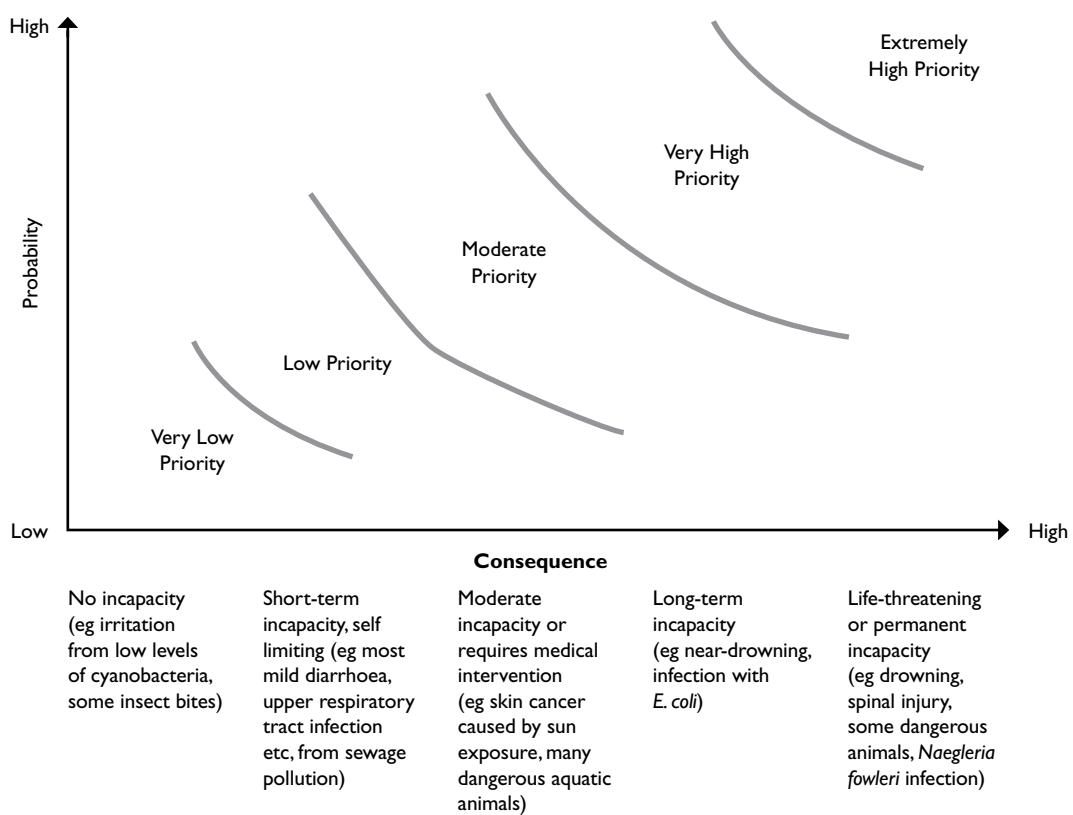 High
Extremely
High Priority
Very High
Priority
Moderate
Priority
Probability
Low Priority
Very Low
Priority
Low
High
Consequence
No incapacity
(eg irritation
from low levels
of cyanobacteria,
some insect bites)
Short-term
incapacity, self
limiting (eg most
mild diarrhoea,
upper respiratory
tract infection
etc, from sewage
pollution)
Moderate
incapacity or
requires medical
intervention
(eg skin cancer
caused by sun
exposure, many
dangerous aquatic
animals)
Long-term
incapacity
(eg near-drowning,
infection with
E. coli)
Life-threatening
or permanent
incapacity
(eg drowning,
spinal injury,
some dangerous
animals, Naegleria
fowleri infection)